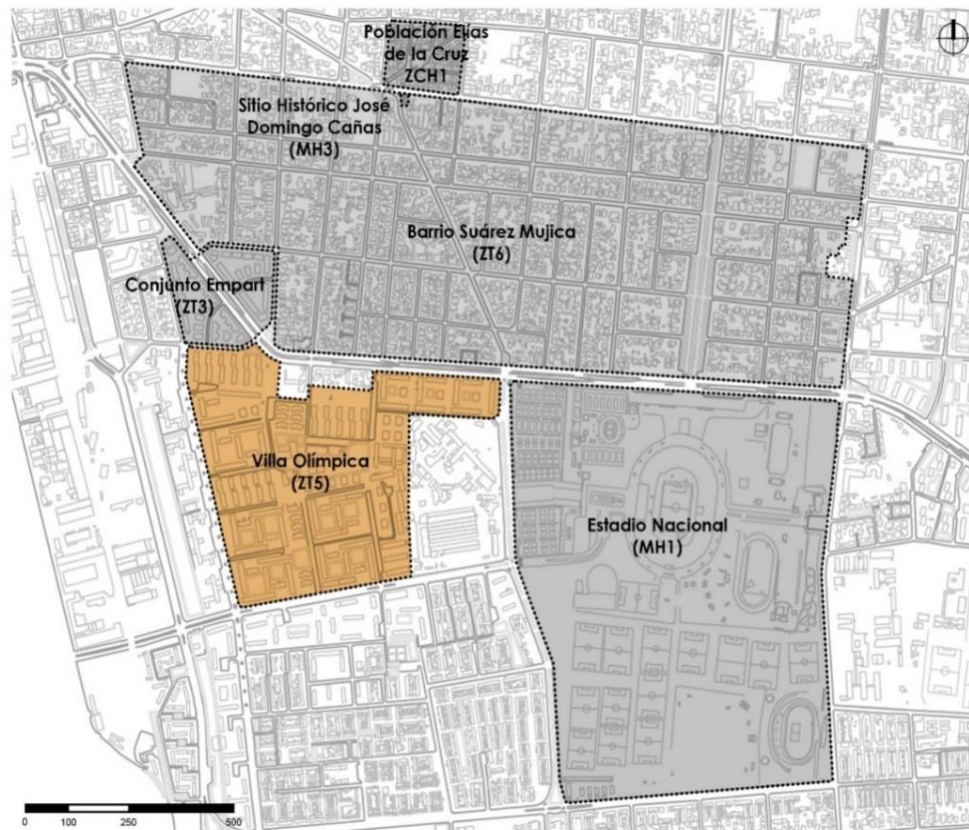 Población Elías
de la Cruz
ZCH1
Sitio Histórico José
Domingo Cañas
(MH3)
Barrio Suárez Mujica
(ZT6)
Conjunto Empart
(ZT3)
Villa Olímpica
(ZT5)
Estadio Nacional
(MH1)
0 100 250 500